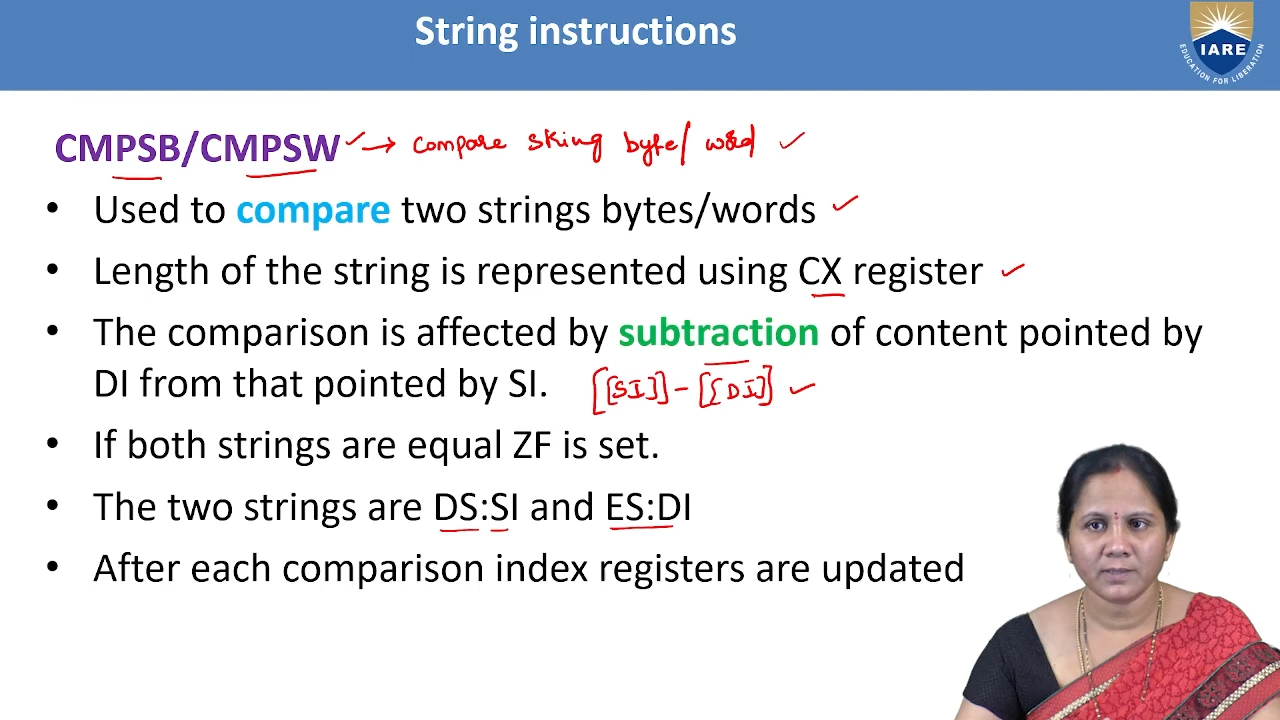 String instructions
IARE
EDUCATION FOR LIBERATION
CMPSB/CMPSW → compare string byte/ word
• Used to compare two strings bytes/words
• Length of the string is represented using CX register
• The comparison is affected by subtraction of content pointed by
DI from that pointed by SI. [[SI]] - [[DI]]
• If both strings are equal ZF is set.
• The two strings are DS:SI and ES:DI
• After each comparison index registers are updated